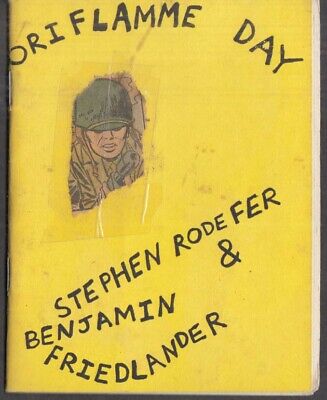 ORIFLAMME DAY
STEPHEN RODEFER
&
BENJAMIN
FRIEDLANDER